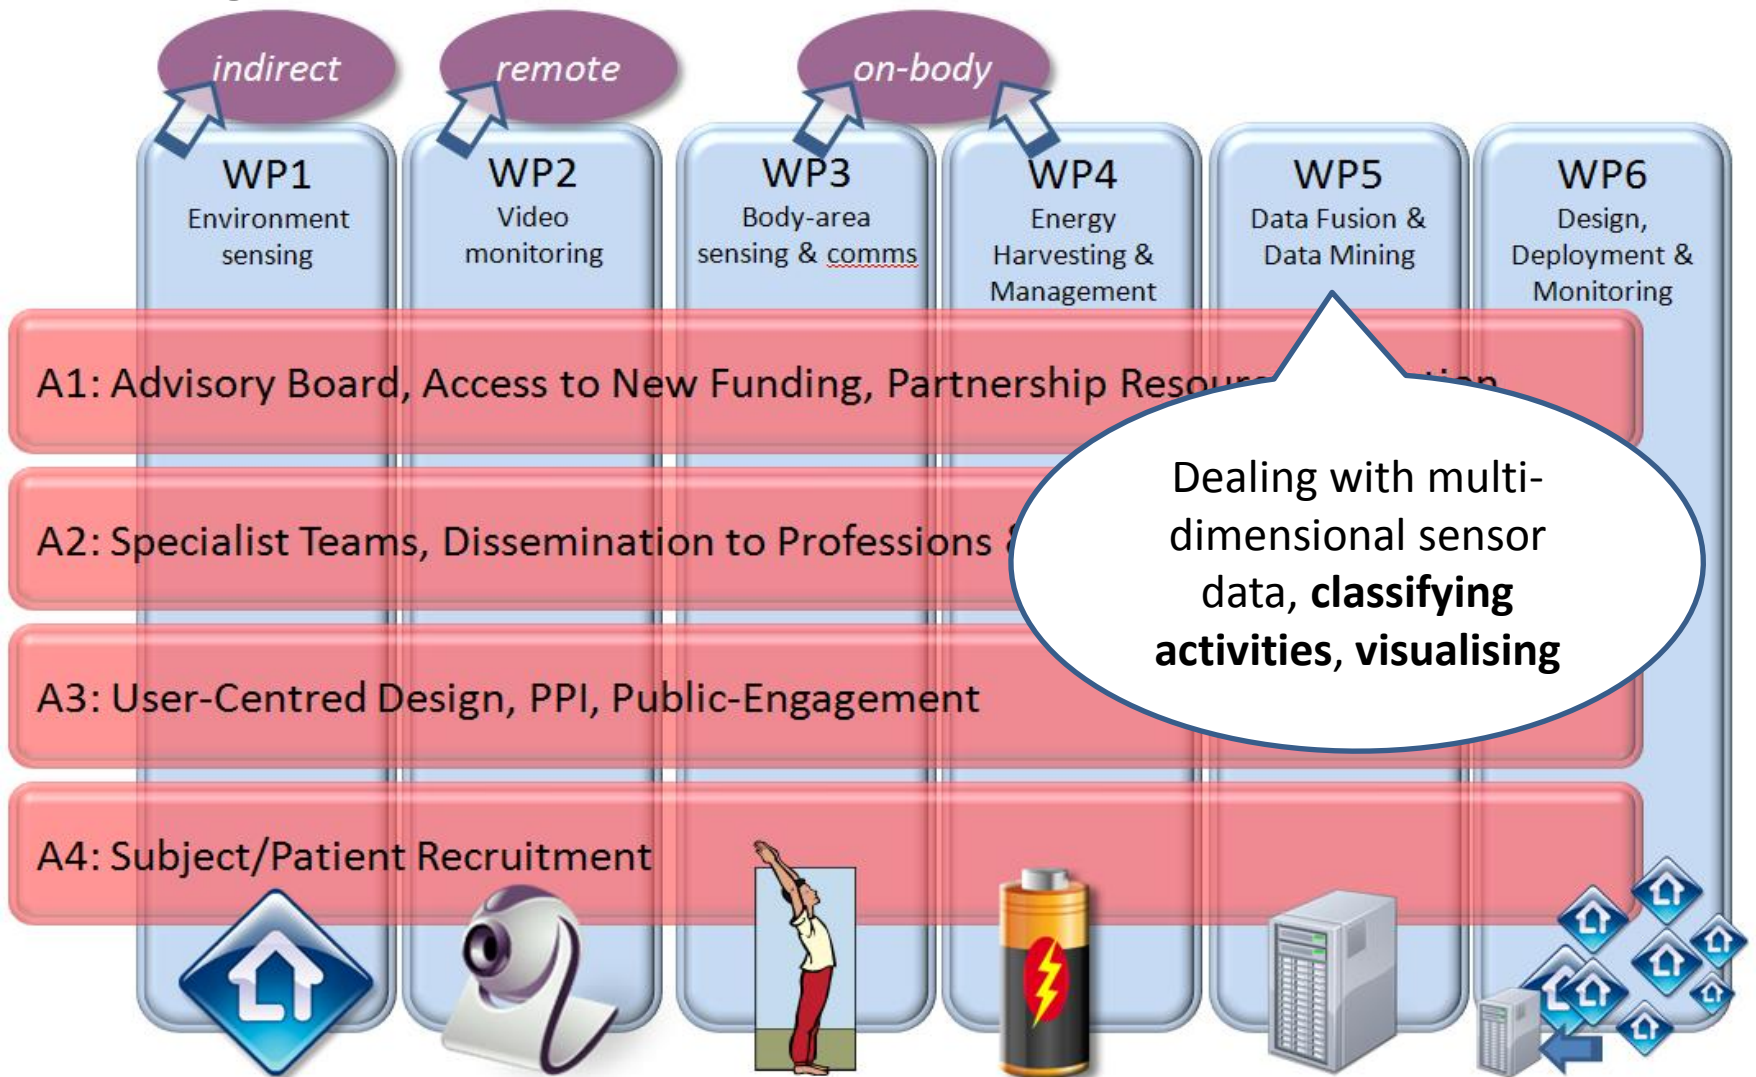 indirect
remote
on-body
WP1
Environment
sensing
WP2
Video
monitoring
WP3
Body-area
sensing & comms
WP4
Energy
Harvesting &
Management
WP5
Data Fusion &
Data Mining
WP6
Design,
Deployment &
Monitoring
A1: Advisory Board, Access to New Funding, Partnership
A2: Specialist Teams, Dissemination to Professions
A3: User-Centred Design, PPI, Public-Engagement
A4: Subject/Patient Recruitment
Dealing with multi-
dimensional sensor
data, classifying
activities, visualising